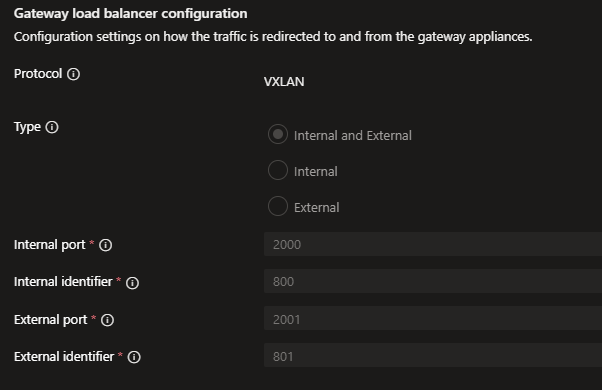 Gateway load balancer configuration
Configuration settings on how the traffic is redirected to and from the gateway appliances.
Protocol
VXLAN
Type
Internal and External
Internal
External
Internal port *
2000
Internal identifier *
800
External port *
2001
External identifier *
801